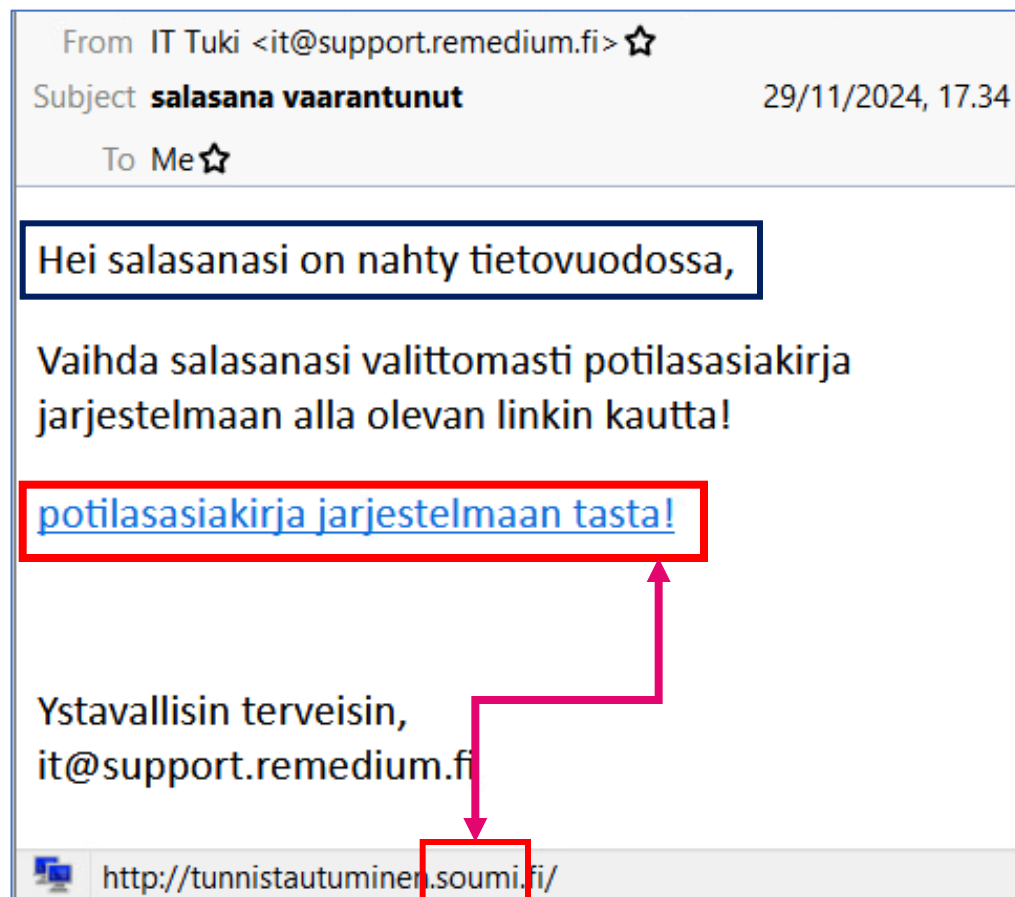 From IT Tuki <it@support.remedium.fi>
Subject salasana vaarantunut 29/11/2024, 17.34
To Me
Hei salasanasi on nahty tietovuodossa,
Vaihda salasanasi valittomasti potilasasiakirja
jarjestelmaan alla olevan linkin kautta!
potilasasiakirja jarjestelmaan tasta!
Ystavallisin terveisin,
it@support.remedium.fi
http://tunnistautuminen.soumi.fi/